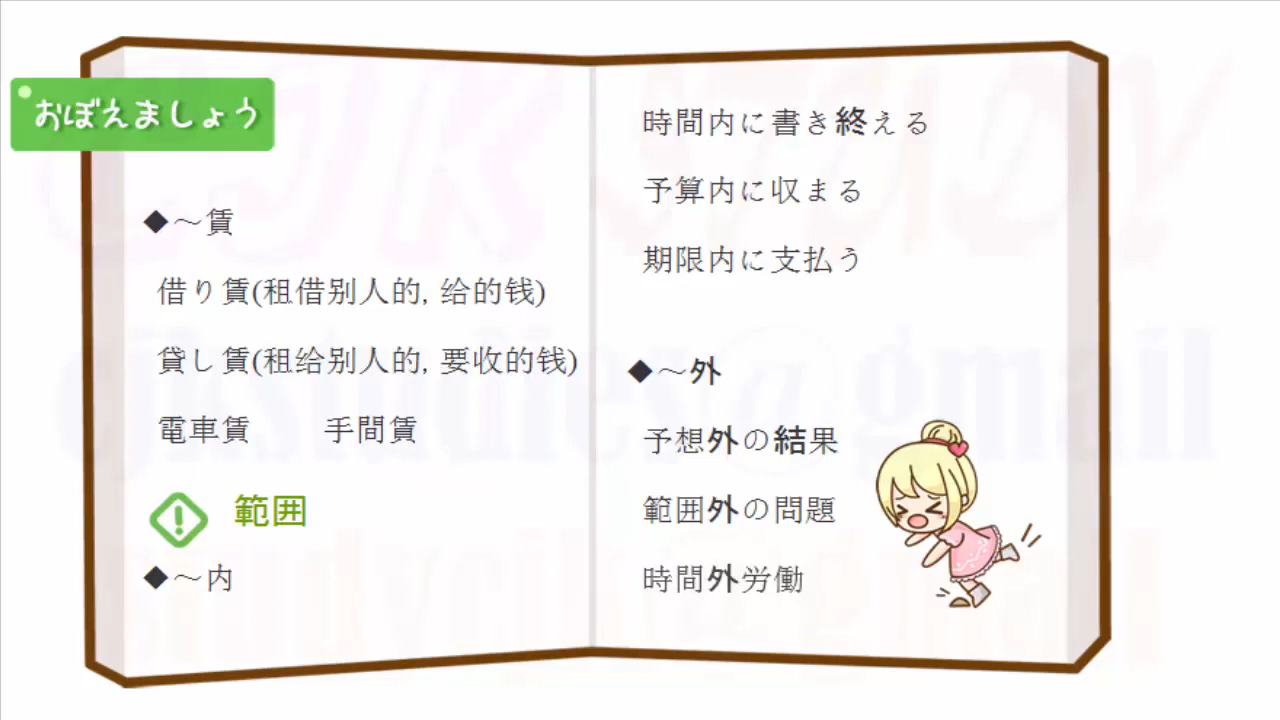 おぼえましょう
◆～賃
借り賃(租借别人的, 给的钱)
貸し賃(租给别人的, 要收的钱)
電車賃 手間賃
範囲
◆～内
時間内に書き終える
予算内に収まる
期限内に支払う
◆～外
予想外の結果
範囲外の問題
時間外労働